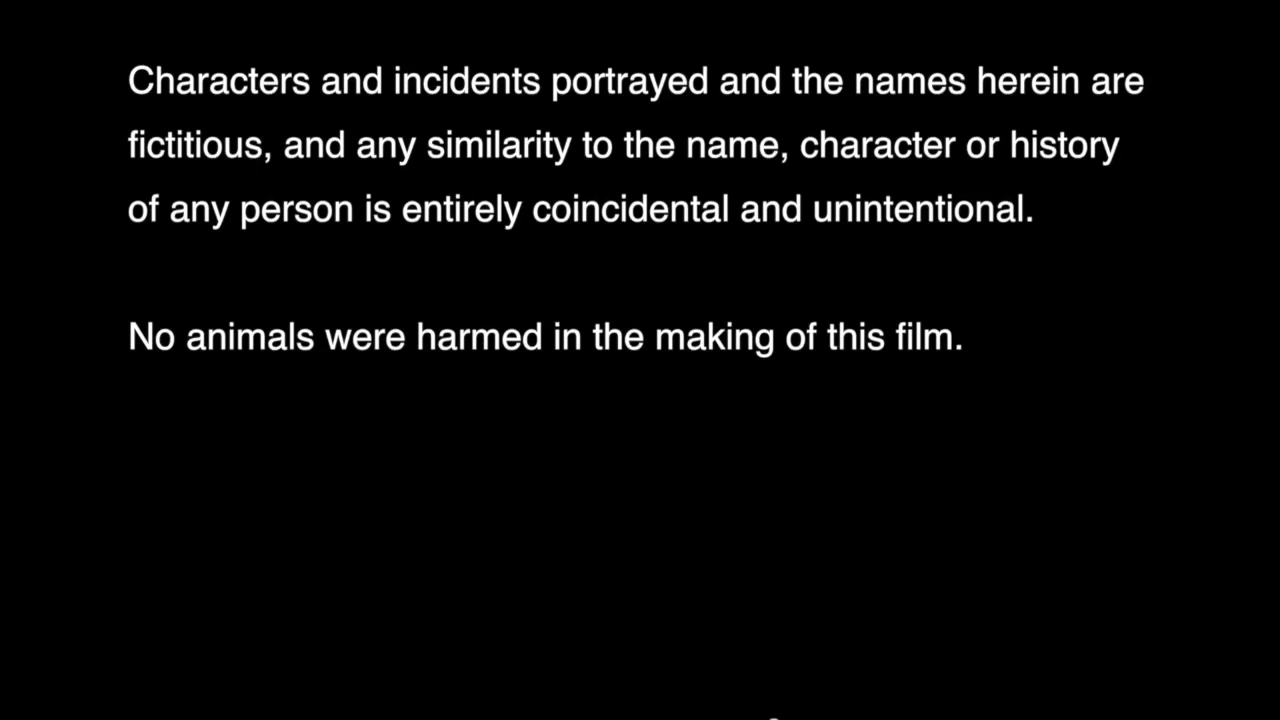 Characters and incidents portrayed and the names herein are
fictitious, and any similarity to the name, character or history
of any person is entirely coincidental and unintentional.
No animals were harmed in the making of this film.